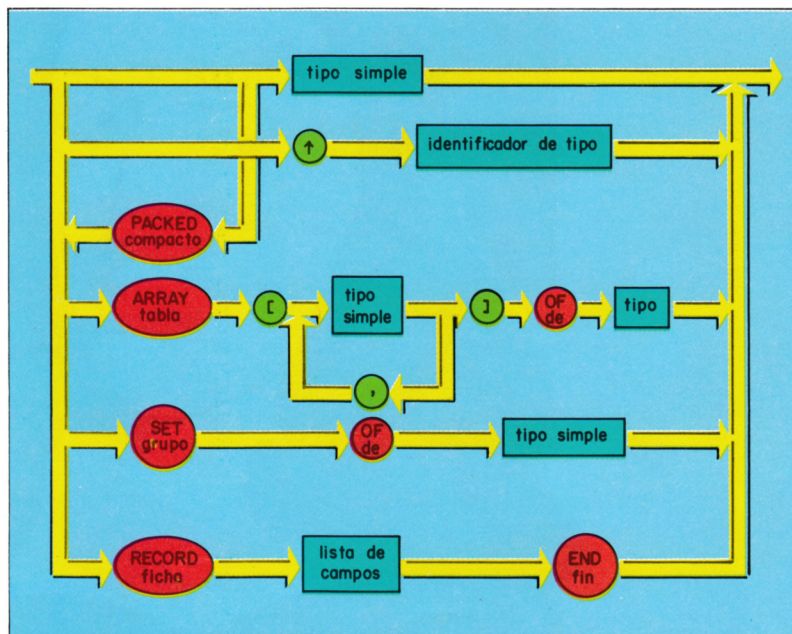 tipo simple
↑
identificador de tipo
PACKED
compacto
ARRAY
tabla
[
tipo
simple
]
OF
de
tipo
,
SET
grupo
OF
de
tipo simple
RECORD
ficha
lista de
campos
END
fin